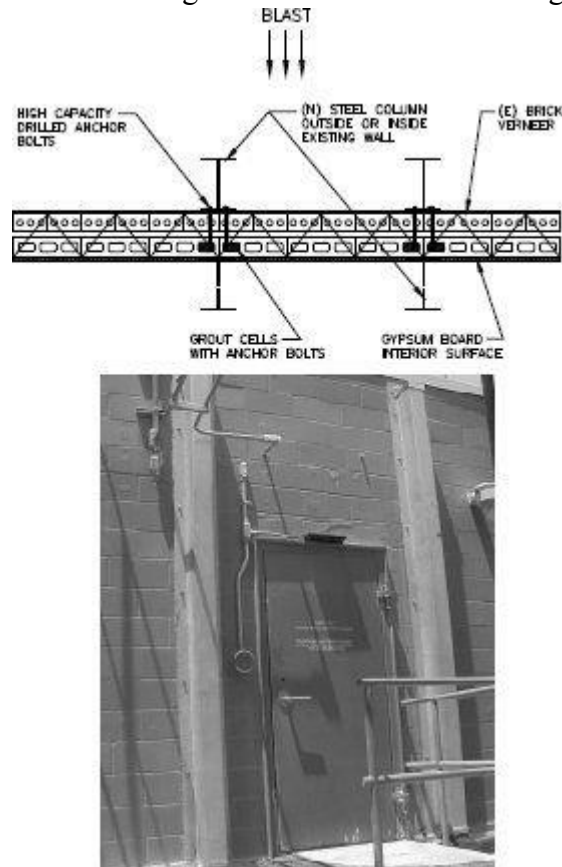 BLAST
HIGH CAPACITY
DRILLED ANCHOR
BOLTS
(N) STEEL COLUMN
OUTSIDE OR INSIDE
EXISTING WALL
(E) BRICK
VERNEER
GROUT CELLS
WITH ANCHOR BOLTS
GYPSUM BOARD
INTERIOR SURFACE